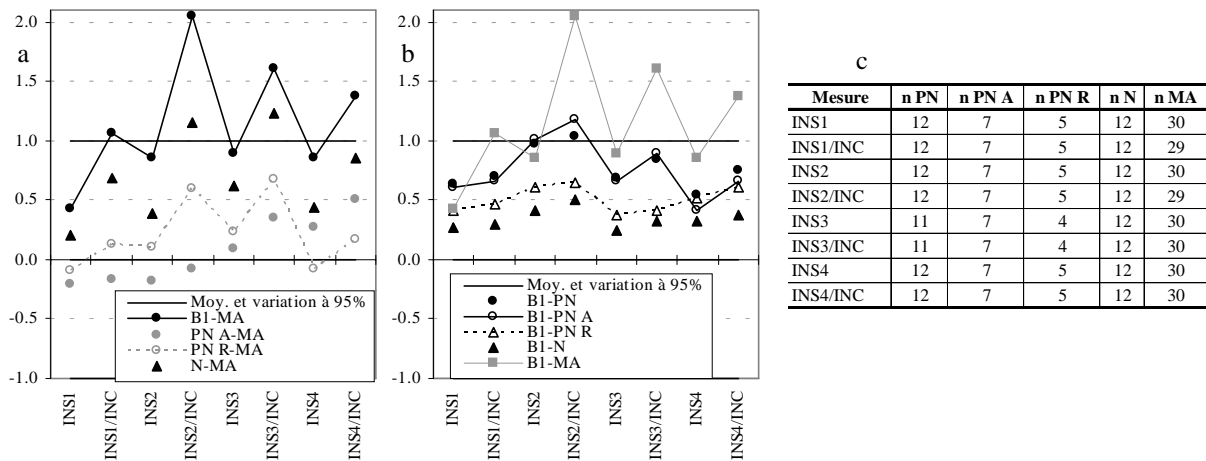 a
2.0
1.5
1.0
0.5
0.0
-0.5
-1.0
Moy. et variation à 95%
B1-MA
PN A-MA
PN R-MA
N-MA
INS1
INS1/INC
INS2
INS2/INC
INS3
INS3/INC
INS4
INS4/INC
b
2.0
1.5
1.0
0.5
0.0
-0.5
-1.0
Moy. et variation à 95%
B1-PN
B1-PN A
B1-PN R
B1-N
B1-MA
INS1
INS1/INC
INS2
INS2/INC
INS3
INS3/INC
INS4
INS4/INC
c
Mesure n PN n PN A n PN R n N n MA
INS1 12 7 5 12 30
INS1/INC 12 7 5 12 29
INS2 12 7 5 12 30
INS2/INC 12 7 5 12 29
INS3 11 7 4 12 30
INS3/INC 11 7 4 12 30
INS4 12 7 5 12 30
INS4/INC 12 7 5 12 30